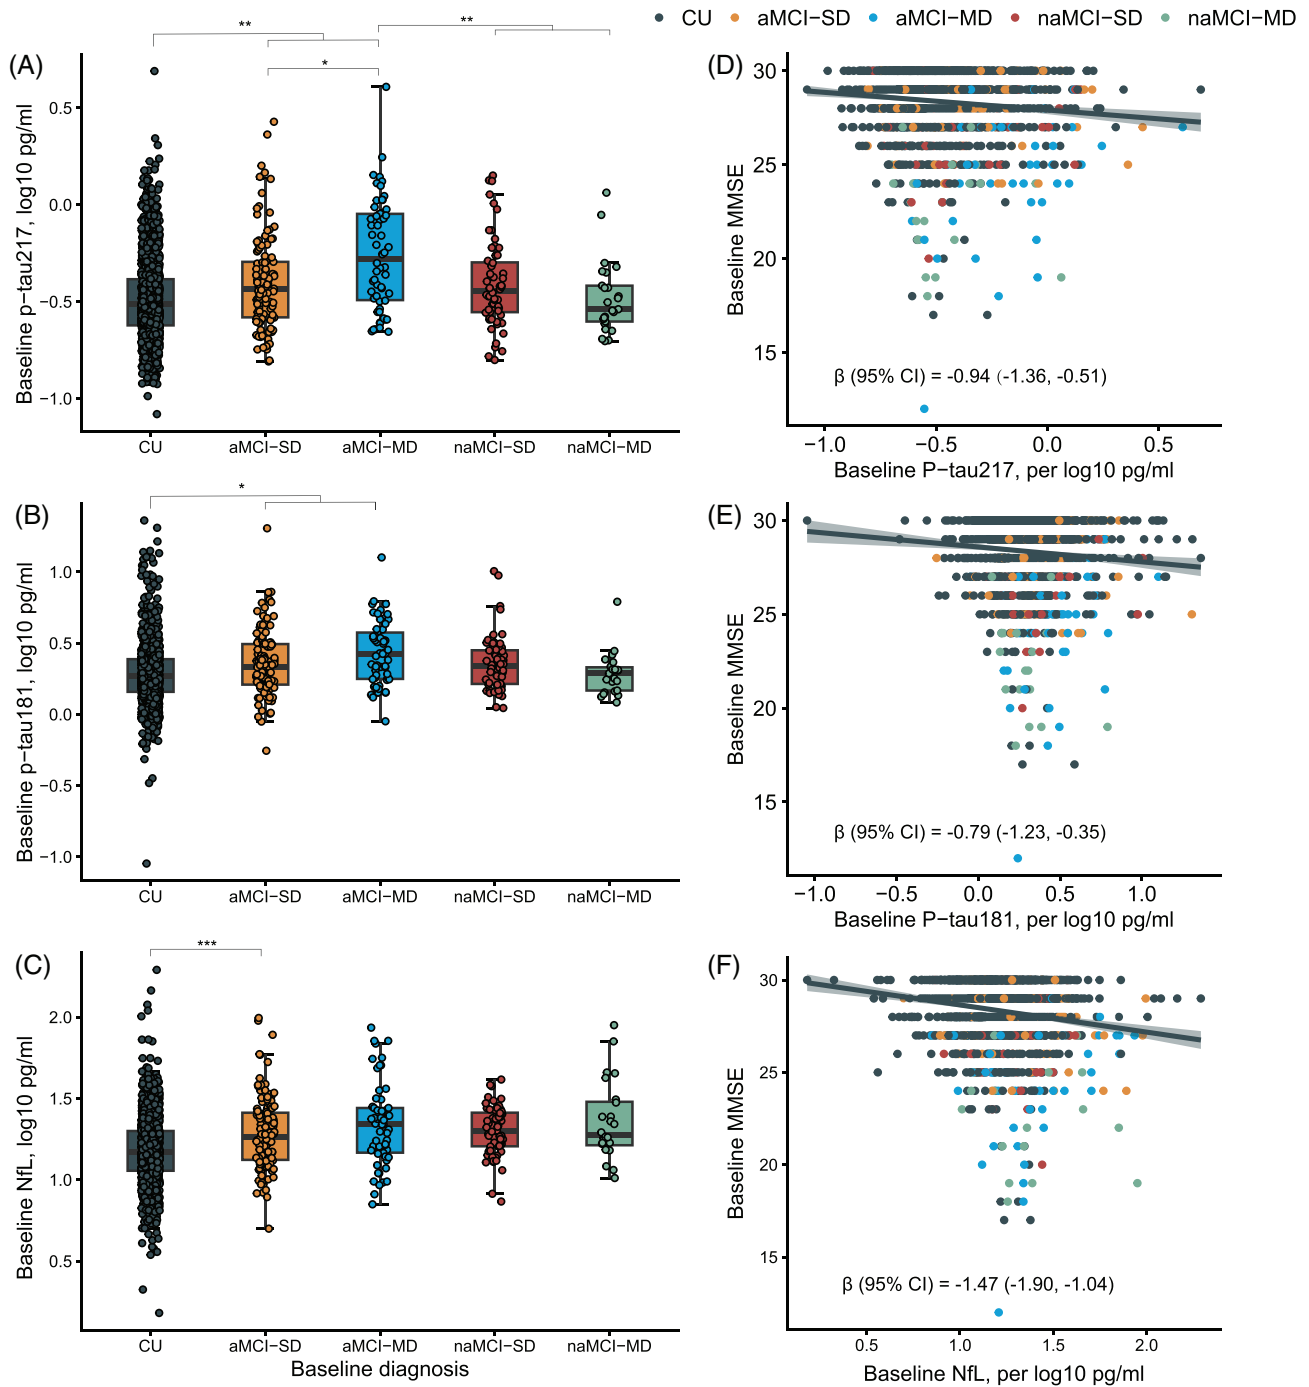 CU aMCI−SD aMCI−MD naMCI−SD naMCI−MD
(A)
** **
*
Baseline p−tau217, log10 pg/ml
0.5
0.0
−0.5
−1.0
CU aMCI−SD aMCI−MD naMCI−SD naMCI−MD
(D)
Baseline MMSE
30
25
20
15
β (95% CI) = -0.94 (-1.36, -0.51)
−1.0 −0.5 0.0 0.5
Baseline P−tau217, per log10 pg/ml
(B)
*
Baseline p−tau181, log10 pg/ml
1.0
0.5
0.0
−0.5
−1.0
CU aMCI−SD aMCI−MD naMCI−SD naMCI−MD
(E)
Baseline MMSE
30
25
20
15
β (95% CI) = -0.79 (-1.23, -0.35)
−1.0 −0.5 0.0 0.5 1.0
Baseline P−tau181, per log10 pg/ml
(C)
***
Baseline NfL, log10 pg/ml
2.0
1.5
1.0
0.5
CU aMCI−SD aMCI−MD naMCI−SD naMCI−MD
Baseline diagnosis
(F)
Baseline MMSE
30
25
20
15
β (95% CI) = -1.47 (-1.90, -1.04)
0.5 1.0 1.5 2.0
Baseline NfL, per log10 pg/ml